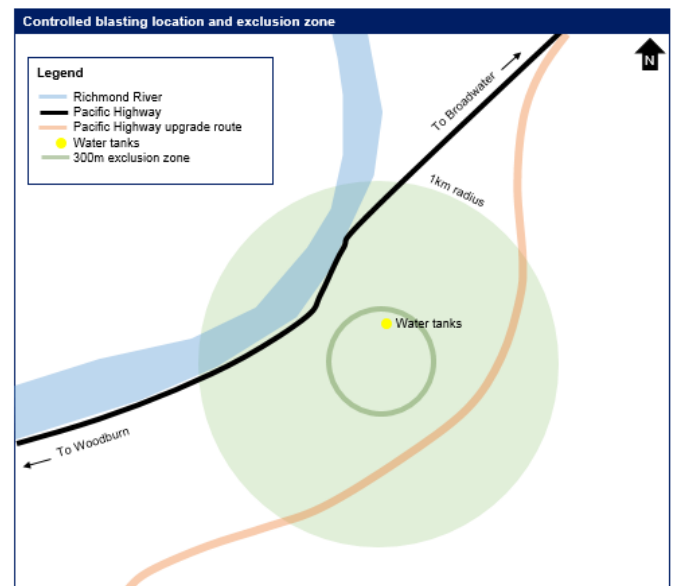 Controlled blasting location and exclusion zone
N
Legend
Richmond River
Pacific Highway
Pacific Highway upgrade route
Water tanks
300m exclusion zone
To Broadwater
1km radius
Water tanks
To Woodburn